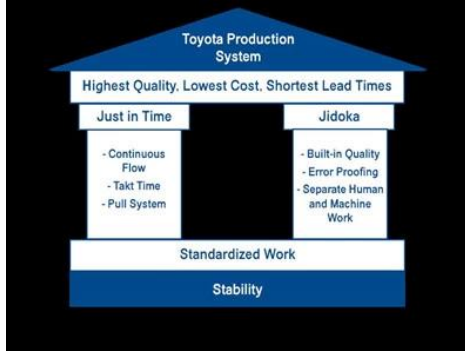 Toyota Production
System
Highest Quality, Lowest Cost, Shortest Lead Times
Just in Time
Jidoka
- Continuous
Flow
- Takt Time
- Pull System
- Built-in Quality
- Error Proofing
- Separate Human
and Machine
Work
Standardized Work
Stability